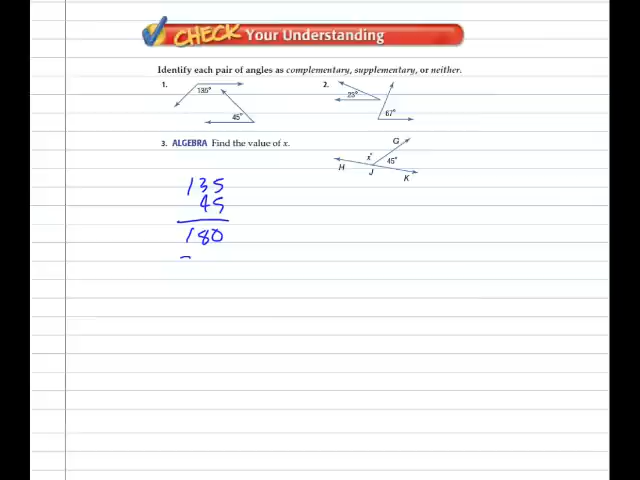 CHECK Your Understanding
Identify each pair of angles as complementary, supplementary, or neither.
1.
135°
45°
2.
23°
67°
3. ALGEBRA Find the value of x.
G
x°
45°
H
J
K
135
45
180